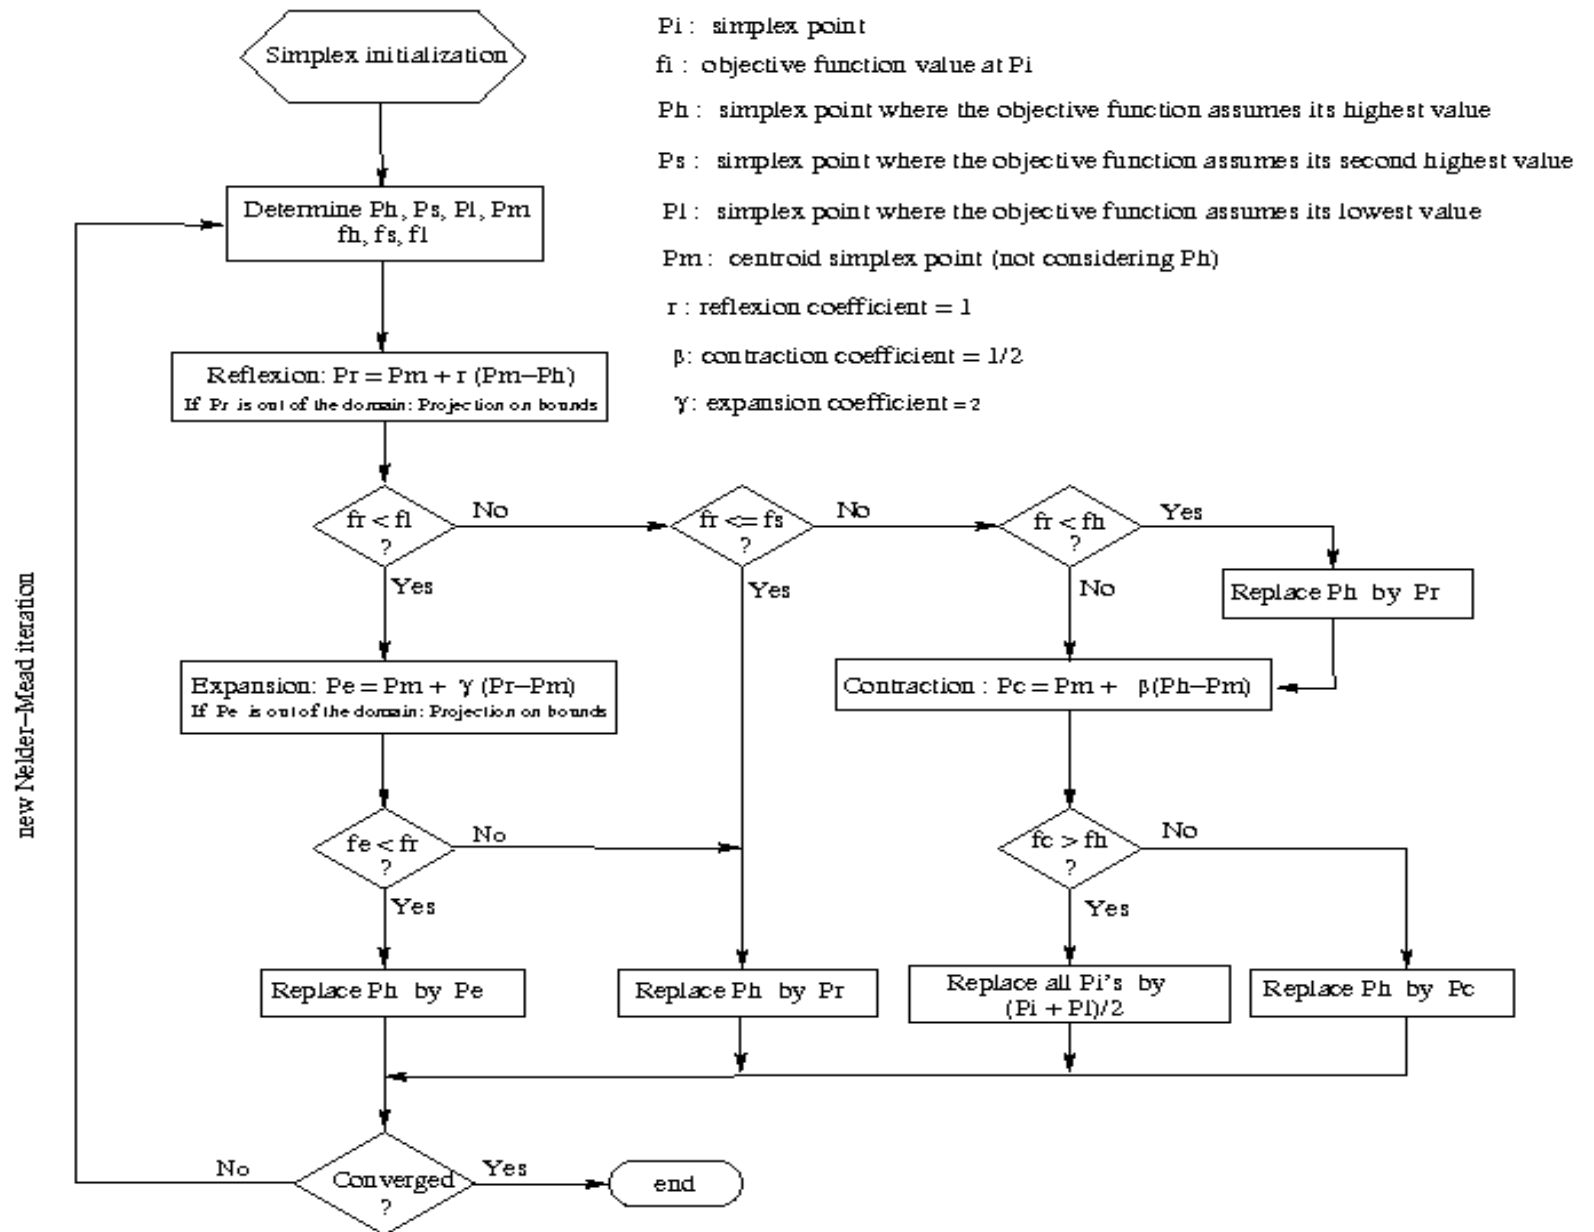 Simplex initialization
Pi : simplex point
fi : objective function value at Pi
Ph : simplex point where the objective function assumes its highest value
Ps : simplex point where the objective function assumes its second highest value
Pl : simplex point where the objective function assumes its lowest value
Pm : centroid simplex point (not considering Ph)
r : reflexion coefficient = 1
β: contraction coefficient = 1/2
γ: expansion coefficient = 2
Determine Ph, Ps, Pl, Pm
fh, fs, fl
Reflexion: Pr = Pm + r (Pm−Ph)
If Pr is out of the domain: Projection on bounds
fr < fl
?
No
Yes
fr <= fs
?
No
Yes
fr < fh
?
Yes
No
Replace Ph by Pr
Expansion: Pe = Pm + γ (Pr−Pm)
If Pe is out of the domain: Projection on bounds
Contraction : Pc = Pm + β(Ph−Pm)
new Nelder−Mead iteration
fe < fr
?
No
Yes
fc > fh
?
No
Yes
Replace Ph by Pe
Replace Ph by Pr
Replace all Pi's by
(Pi + Pl)/2
Replace Ph by Pc
Converged
?
No
Yes
end